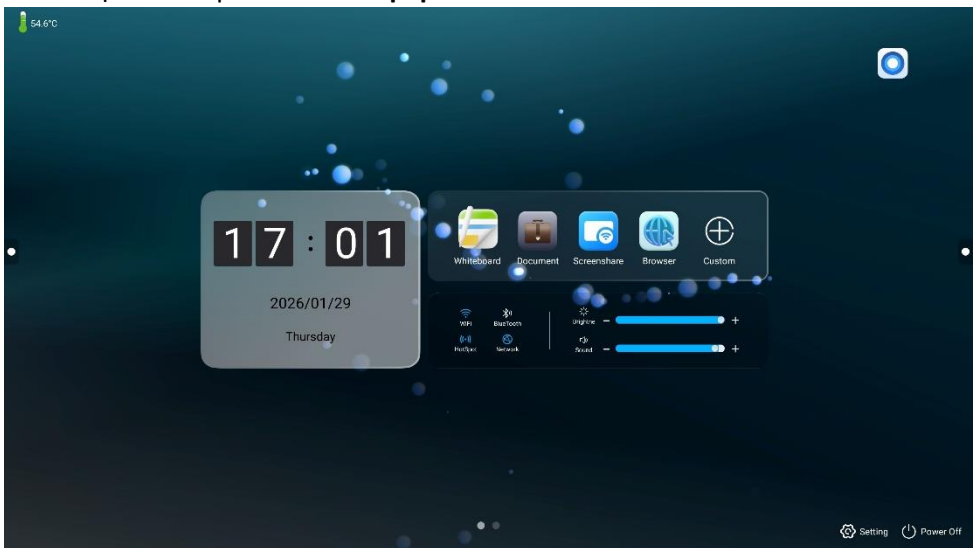 54.6°C
17:01
2026/01/29
Thursday
Whiteboard Document Screenshare Browser Custom
WIFI BlueTooth
HotSpot Network
Sound
Setting Power Off